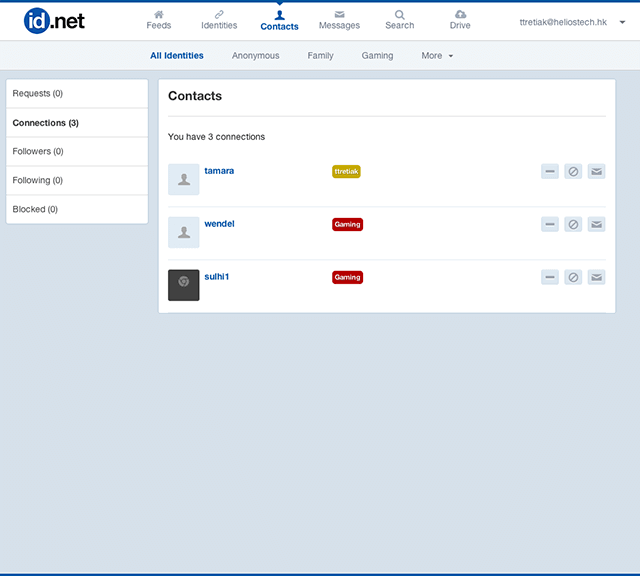 id.net
Feeds
Identities
Contacts
Messages
Search
Drive
ttretiak@heliostech.hk
All Identities
Anonymous
Family
Gaming
More
Requests (0)
Connections (3)
Followers (0)
Following (0)
Blocked (0)
Contacts
You have 3 connections
tamara
ttretiak
wendel
Gaming
sulhi1
Gaming